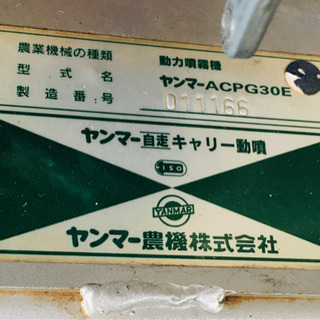 農業機械の種類 動力噴霧機
型式名 ヤンマーACPG30E
製造番号 011166
ヤンマー自走キャリー動噴
ISO
YANMAR
ヤンマー農機株式会社